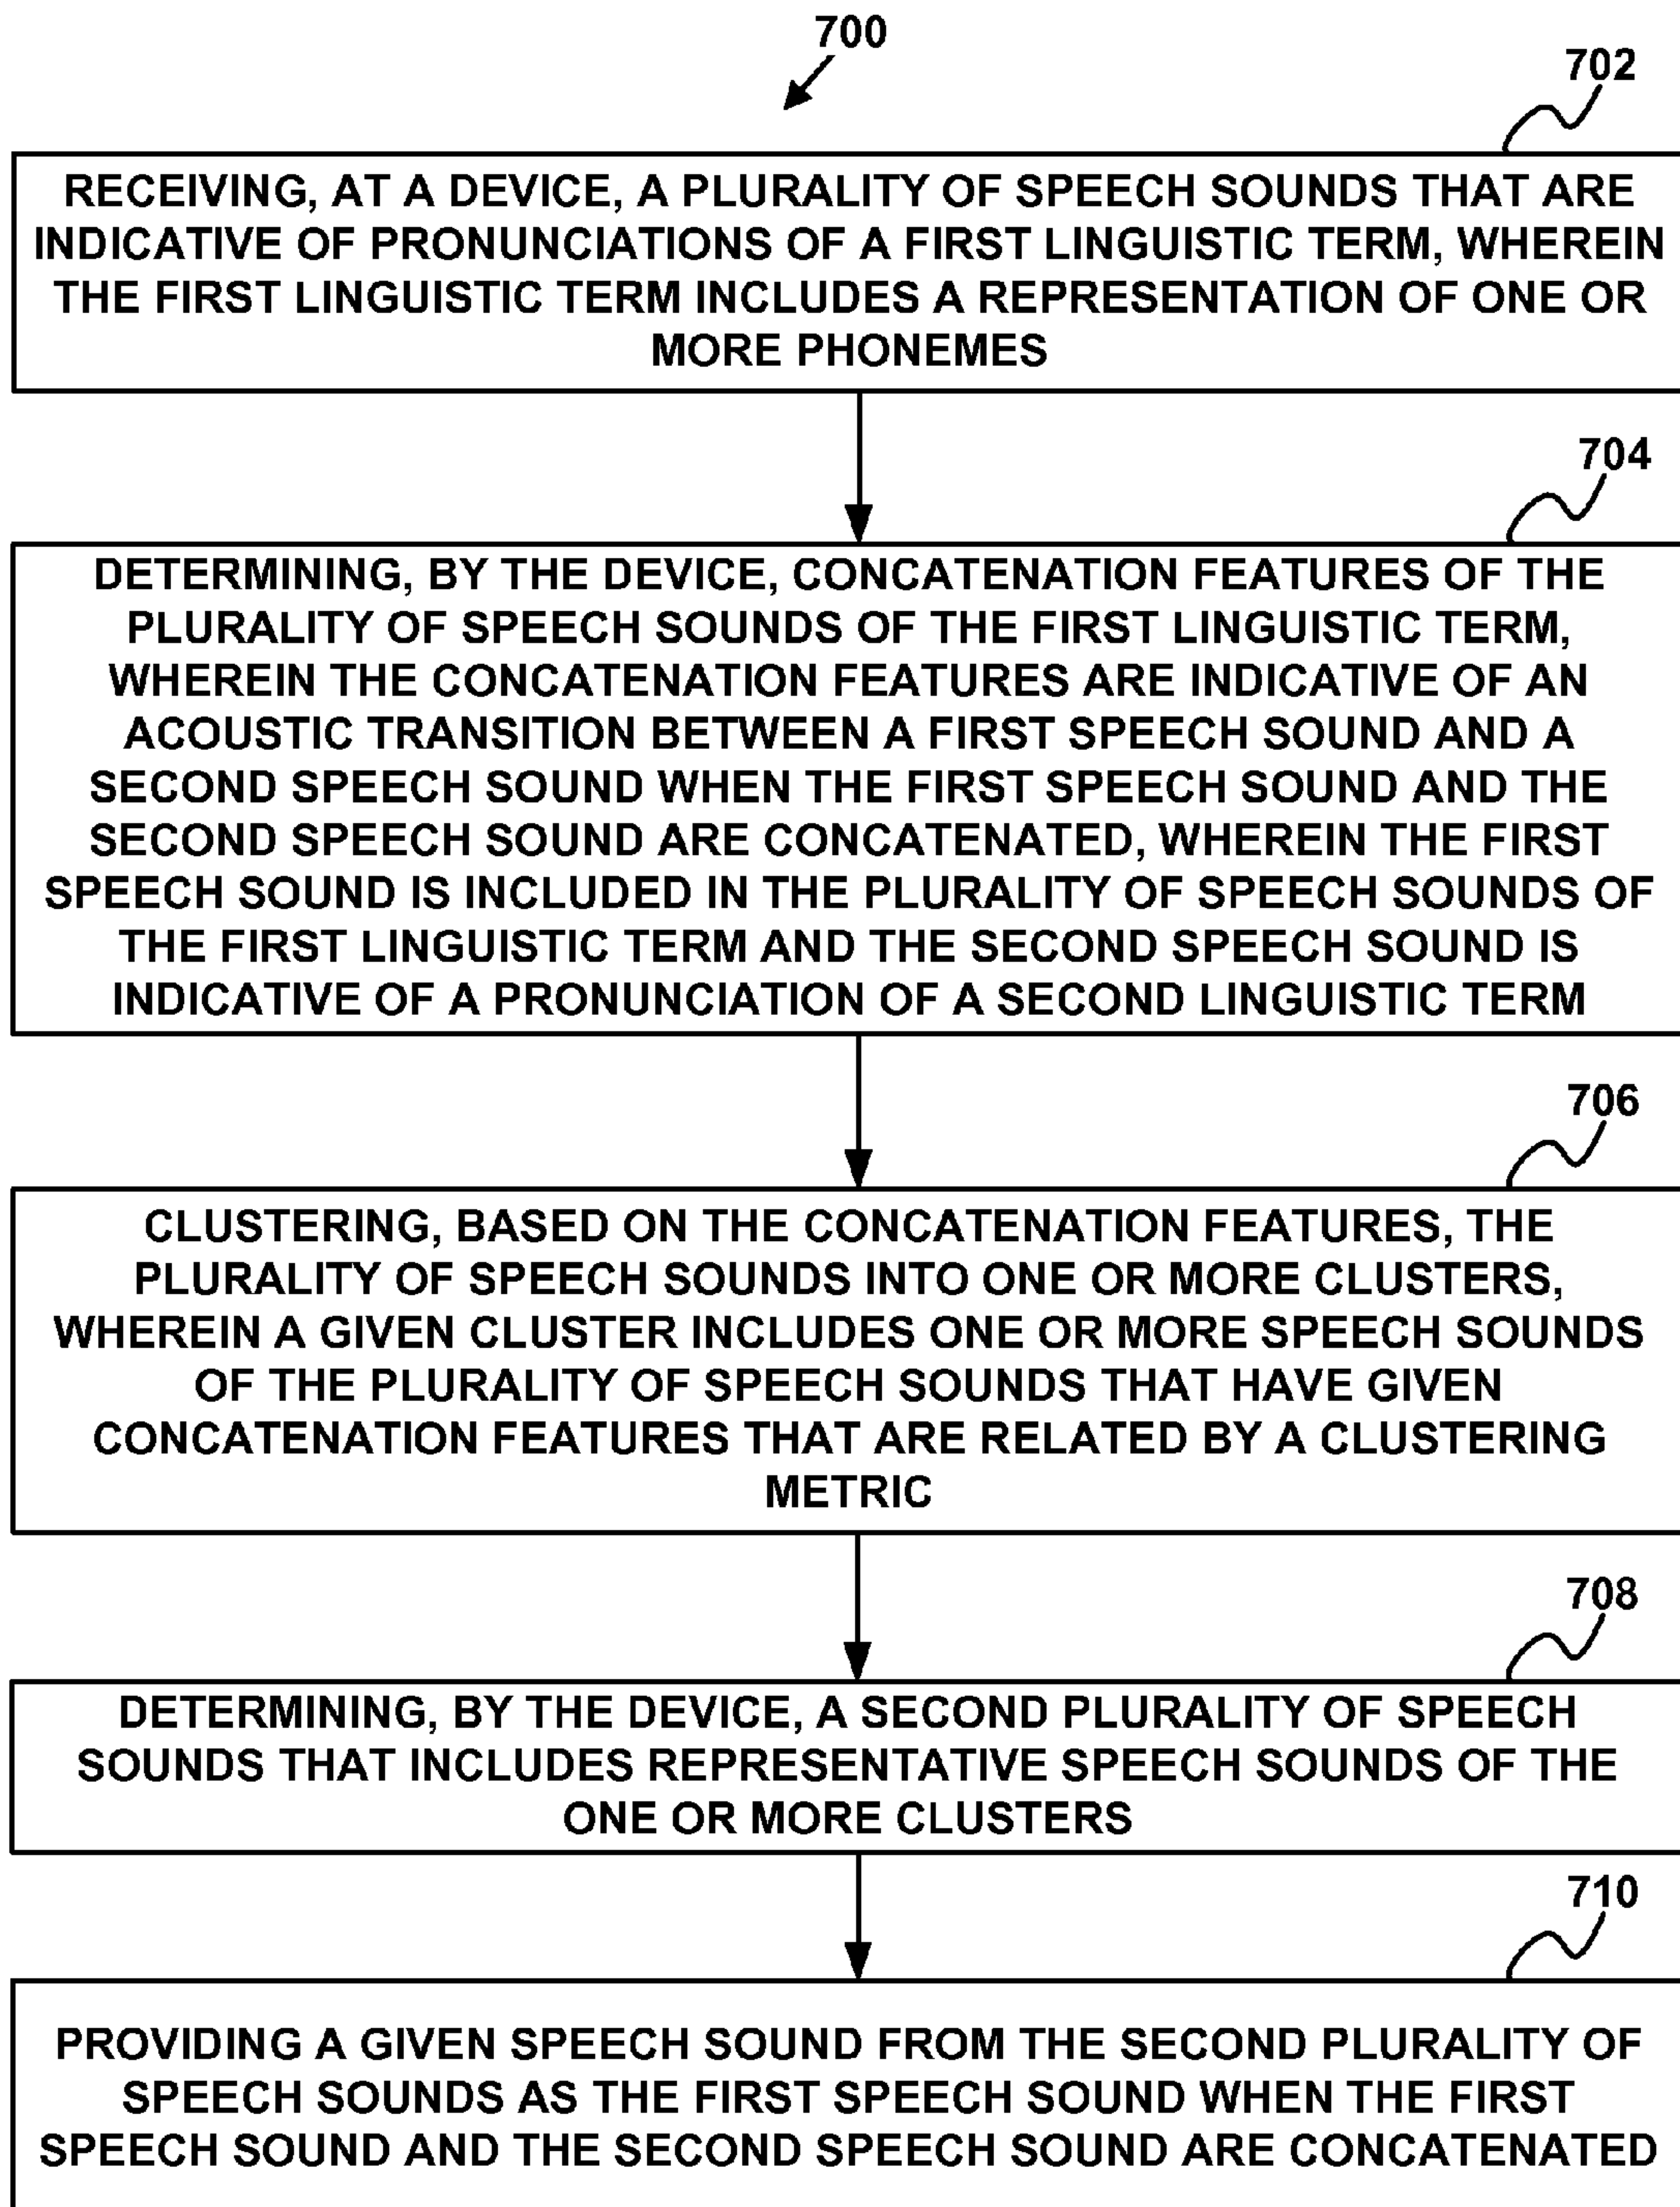 700
702
RECEIVING, AT A DEVICE, A PLURALITY OF SPEECH SOUNDS THAT ARE
INDICATIVE OF PRONUNCIATIONS OF A FIRST LINGUISTIC TERM, WHEREIN
THE FIRST LINGUISTIC TERM INCLUDES A REPRESENTATION OF ONE OR
MORE PHONEMES
704
DETERMINING, BY THE DEVICE, CONCATENATION FEATURES OF THE
PLURALITY OF SPEECH SOUNDS OF THE FIRST LINGUISTIC TERM,
WHEREIN THE CONCATENATION FEATURES ARE INDICATIVE OF AN
ACOUSTIC TRANSITION BETWEEN A FIRST SPEECH SOUND AND A
SECOND SPEECH SOUND WHEN THE FIRST SPEECH SOUND AND THE
SECOND SPEECH SOUND ARE CONCATENATED, WHEREIN THE FIRST
SPEECH SOUND IS INCLUDED IN THE PLURALITY OF SPEECH SOUNDS OF
THE FIRST LINGUISTIC TERM AND THE SECOND SPEECH SOUND IS
INDICATIVE OF A PRONUNCIATION OF A SECOND LINGUISTIC TERM
706
CLUSTERING, BASED ON THE CONCATENATION FEATURES, THE
PLURALITY OF SPEECH SOUNDS INTO ONE OR MORE CLUSTERS,
WHEREIN A GIVEN CLUSTER INCLUDES ONE OR MORE SPEECH SOUNDS
OF THE PLURALITY OF SPEECH SOUNDS THAT HAVE GIVEN
CONCATENATION FEATURES THAT ARE RELATED BY A CLUSTERING
METRIC
708
DETERMINING, BY THE DEVICE, A SECOND PLURALITY OF SPEECH
SOUNDS THAT INCLUDES REPRESENTATIVE SPEECH SOUNDS OF THE
ONE OR MORE CLUSTERS
710
PROVIDING A GIVEN SPEECH SOUND FROM THE SECOND PLURALITY OF
SPEECH SOUNDS AS THE FIRST SPEECH SOUND WHEN THE FIRST
SPEECH SOUND AND THE SECOND SPEECH SOUND ARE CONCATENATED